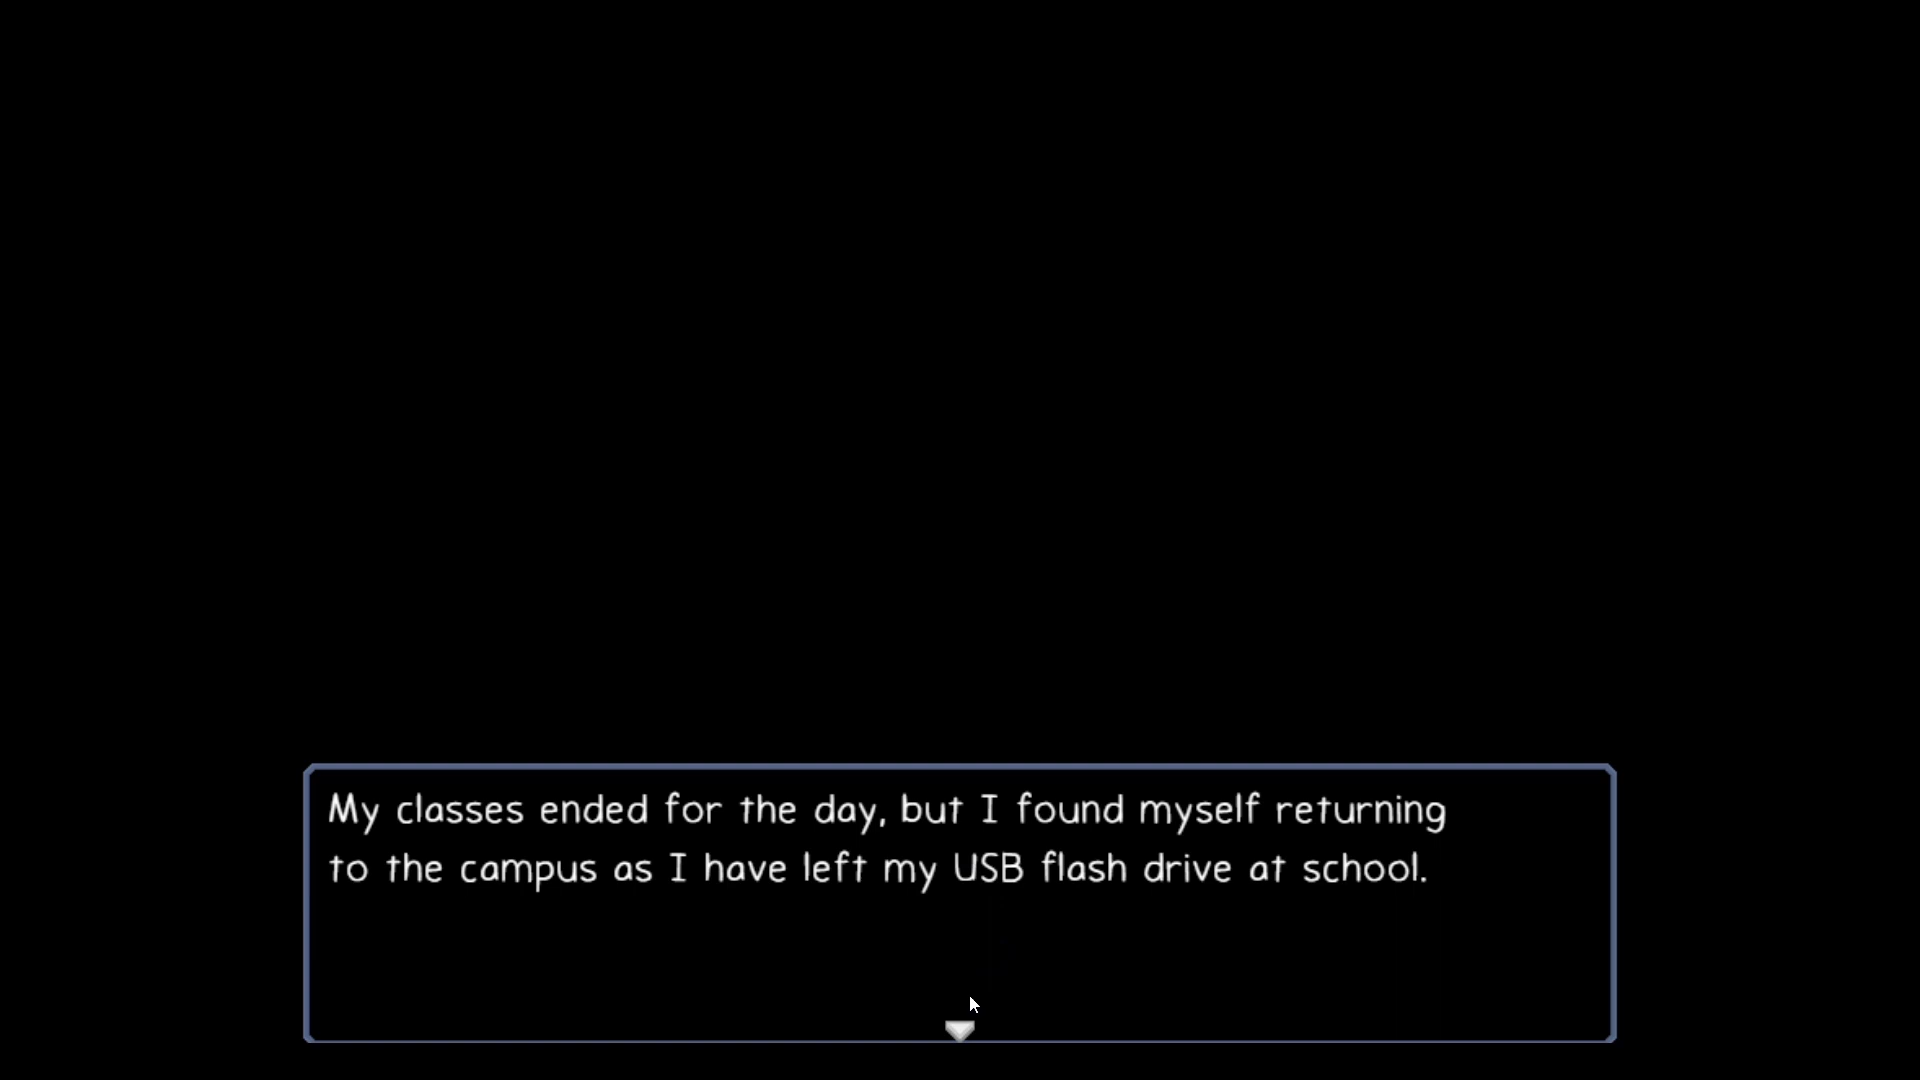 My classes ended for the day, but I found myself returning
to the campus as I have left my USB flash drive at school.